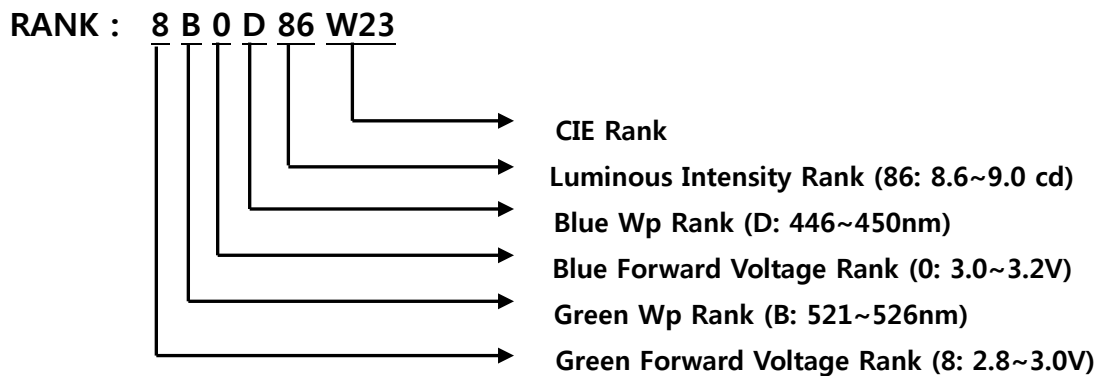 RANK : 8 B 0 D 86 W23
CIE Rank
Luminous Intensity Rank (86: 8.6~9.0 cd)
Blue Wp Rank (D: 446~450nm)
Blue Forward Voltage Rank (0: 3.0~3.2V)
Green Wp Rank (B: 521~526nm)
Green Forward Voltage Rank (8: 2.8~3.0V)